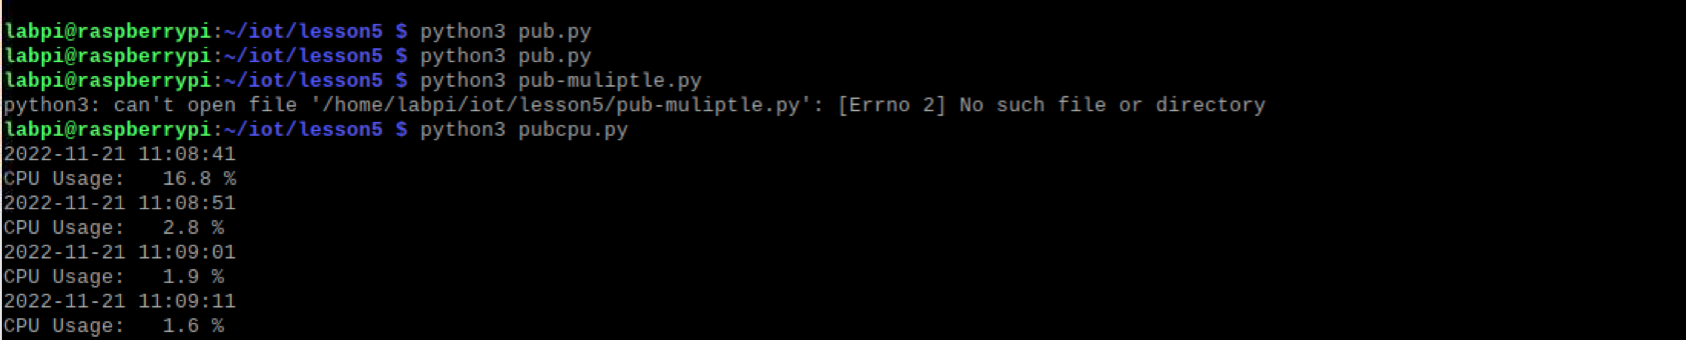 labpi@raspberrypi:~/iot/lesson5 $ python3 pub.py
labpi@raspberrypi:~/iot/lesson5 $ python3 pub.py
labpi@raspberrypi:~/iot/lesson5 $ python3 pub-muliptle.py
python3: can't open file '/home/labpi/iot/lesson5/pub-muliptle.py': [Errno 2] No such file or directory
labpi@raspberrypi:~/iot/lesson5 $ python3 pubcpu.py
2022-11-21 11:08:41
CPU Usage:   16.8 %
2022-11-21 11:08:51
CPU Usage:   2.8 %
2022-11-21 11:09:01
CPU Usage:   1.9 %
2022-11-21 11:09:11
CPU Usage:   1.6 %